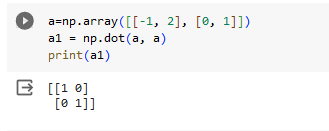 a=np.array([[-1, 2], [0, 1]])
a1 = np.dot(a, a)
print(a1)
[[1 0]
 [0 1]]